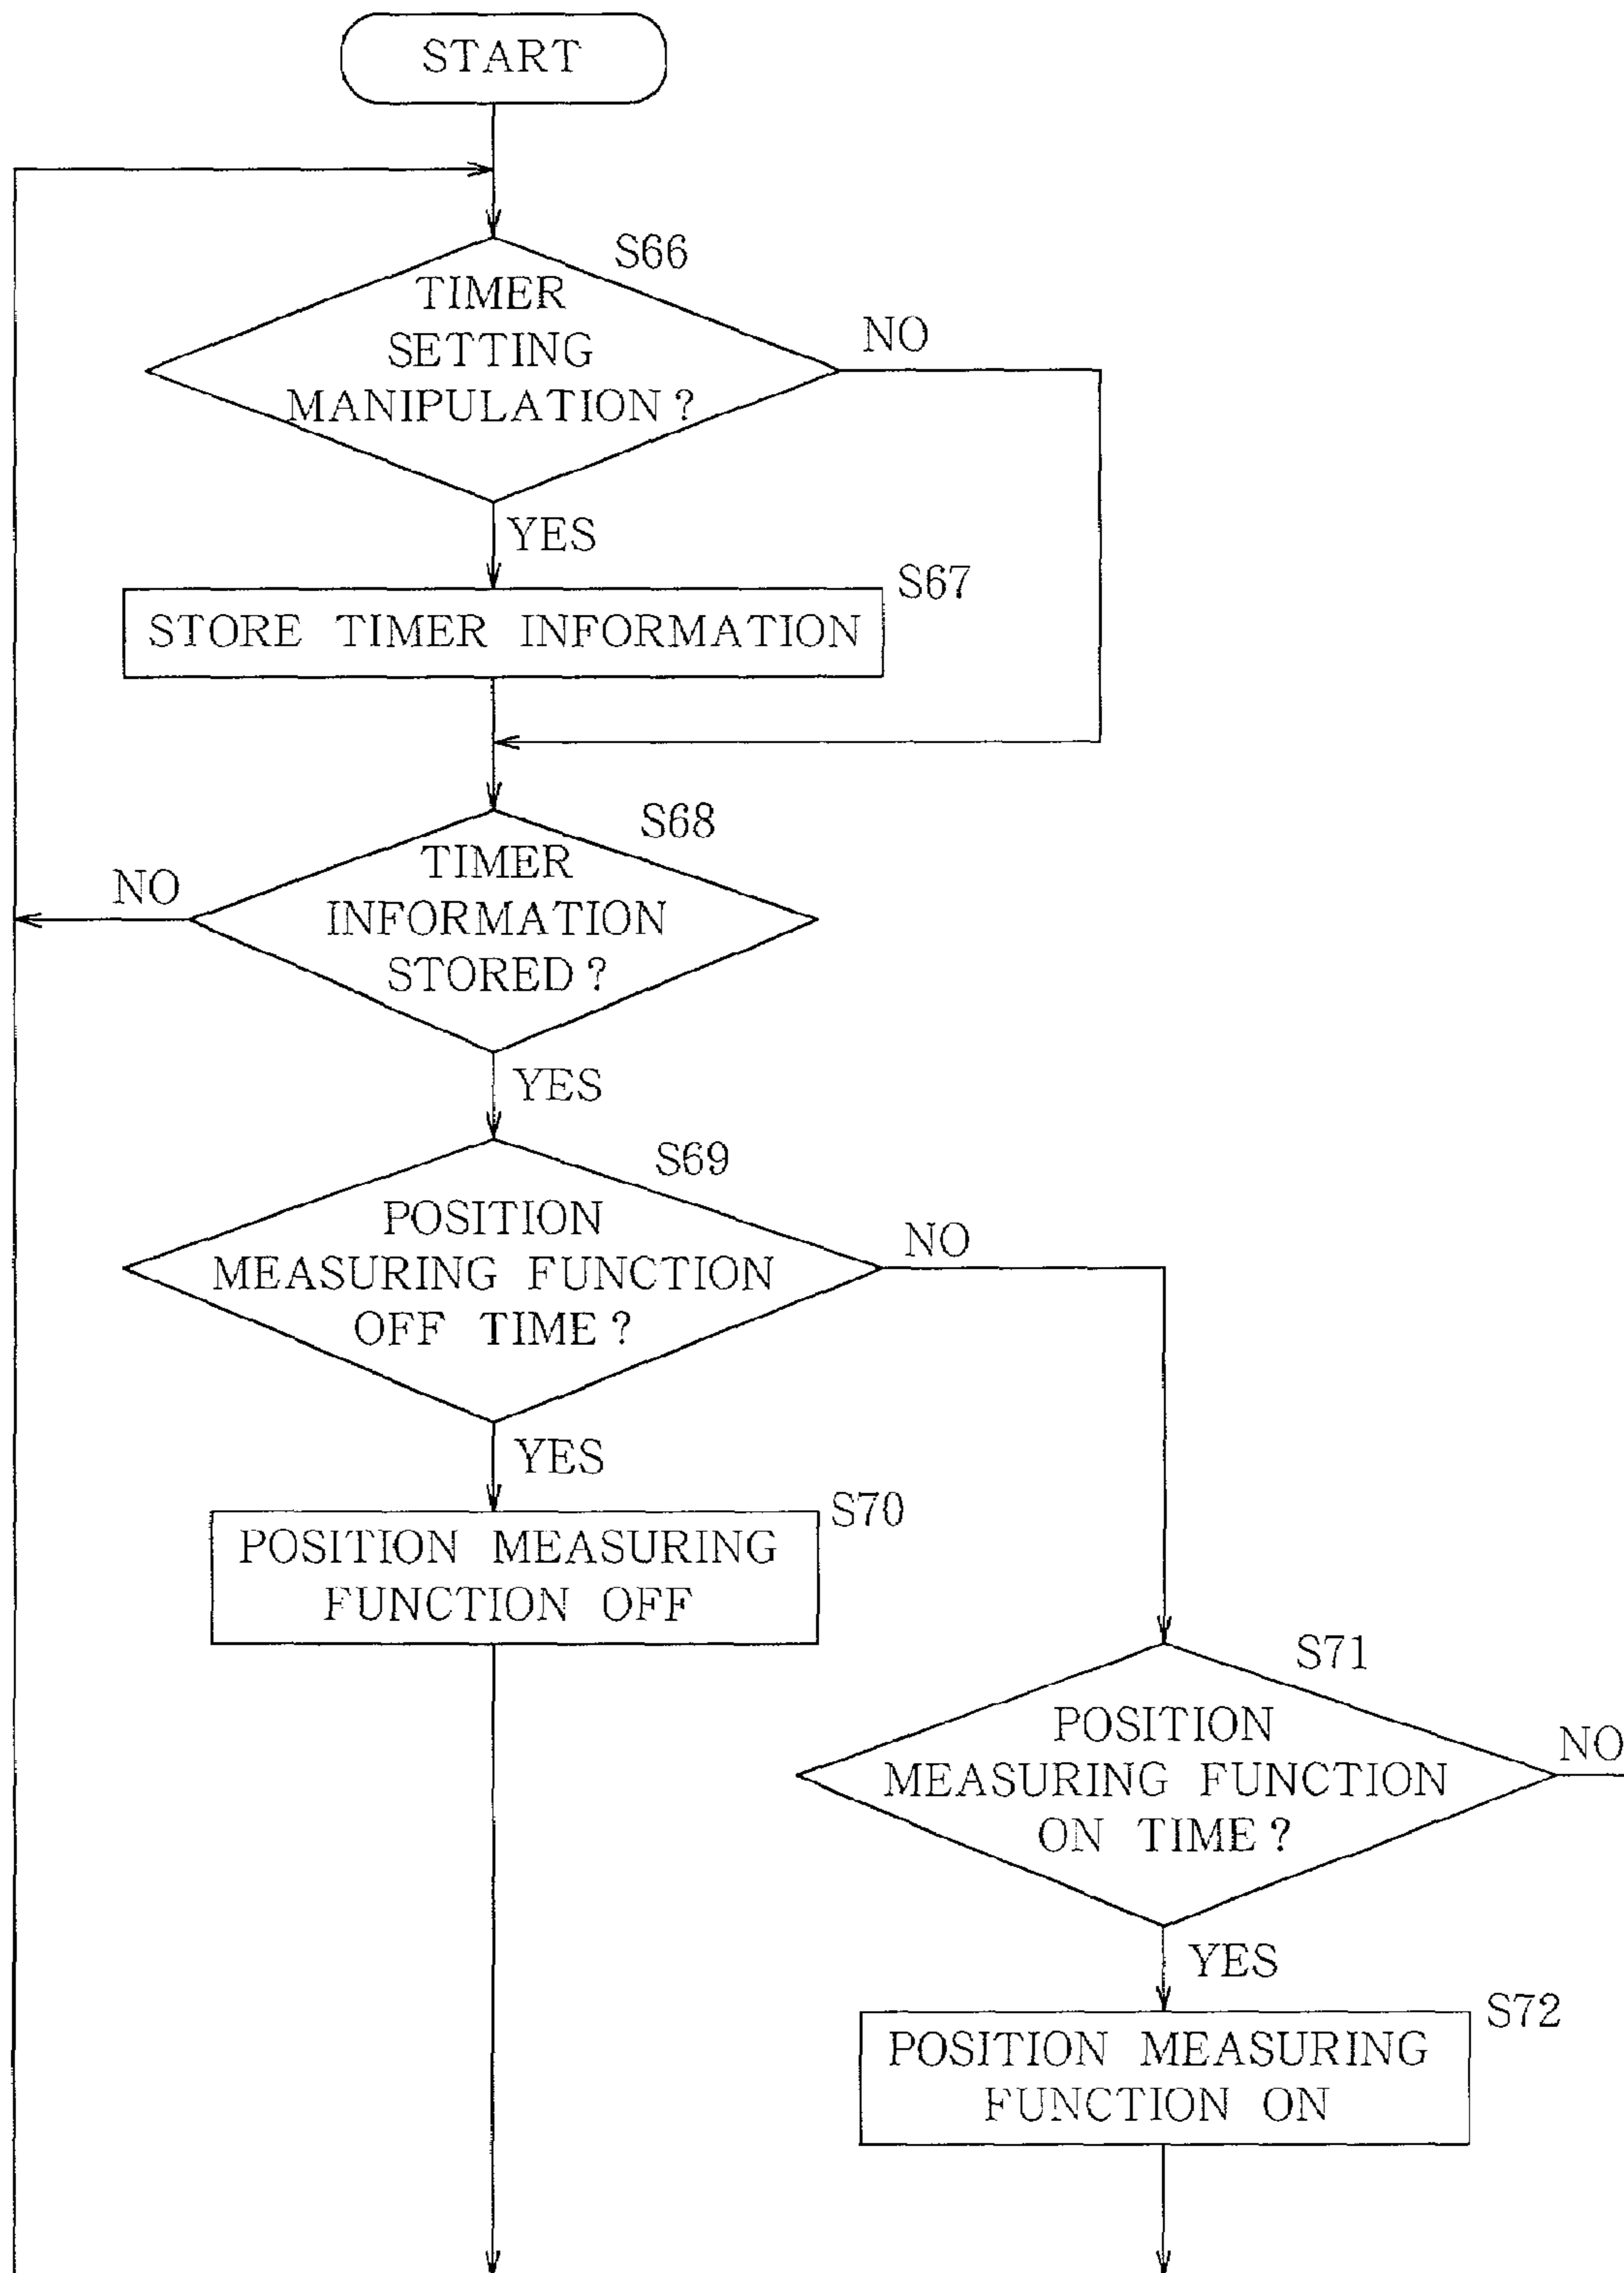 START
S66
TIMER
SETTING
MANIPULATION?
NO
YES
S67
STORE TIMER INFORMATION
S68
TIMER
INFORMATION
STORED?
NO
YES
S69
POSITION
MEASURING FUNCTION
OFF TIME?
NO
YES
S70
POSITION MEASURING
FUNCTION OFF
S71
POSITION
MEASURING FUNCTION
ON TIME?
NO
YES
S72
POSITION MEASURING
FUNCTION ON